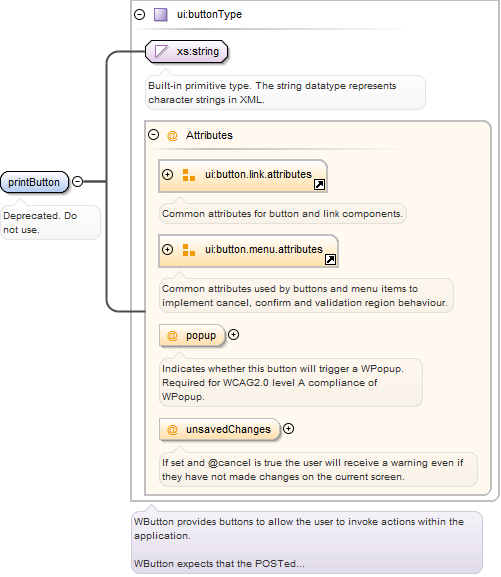 ui:buttonType
xs:string
Built-in primitive type. The string datatype represents
character strings in XML.
@ Attributes
ui:button.link.attributes
Common attributes for button and link components.
ui:button.menu.attributes
Common attributes used by buttons and menu items to
implement cancel, confirm and validation region behaviour.
@ popup
Indicates whether this button will trigger a WPopup.
Required for WCAG2.0 level A compliance of
WPopup.
@ unsavedChanges
If set and @cancel is true the user will receive a warning even if
they have not made changes on the current screen.
printButton
Deprecated. Do
not use.
WButton provides buttons to allow the user to invoke actions within the
application.
WButton expects that the POSTed...